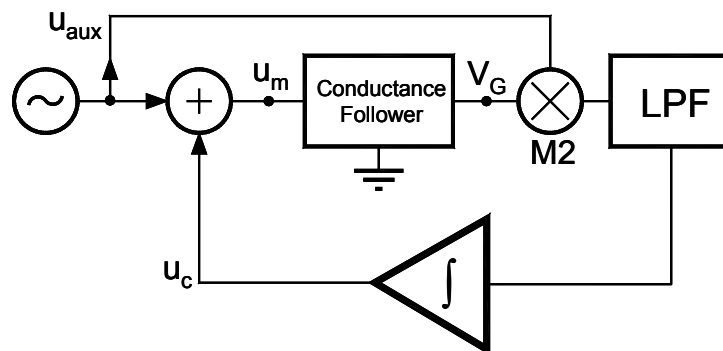 u_aux
u_m
Conductance
Follower
V_G
M2
LPF
u_c
∫
+
~